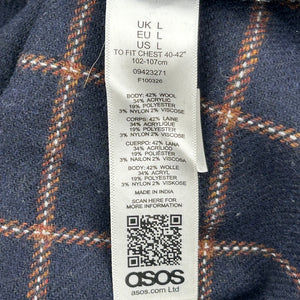 UK L
EU L
US L
TO FIT CHEST 40-42"
102-107cm
09423271
F100326
BODY: 42% WOOL
34% ACRYLIC
19% POLYESTER
3% NYLON 2% VISCOSE
CORPS: 42% LAINE
34% ACRYLIQUE
19% POLYESTER
3% NYLON 2% VISCOSE
CUERPO: 42% LANA
34% ACRÍLICO
19% POLIÉSTER
3% NAILON 2% VISCOSA
BODY: 42% WOLLE
34% ACRYL
19% POLYESTER
3% NYLON 2% VISKOSE
MADE IN INDIA
SCAN HERE FOR
MORE INFORMATION
asos
asos.com Ltd